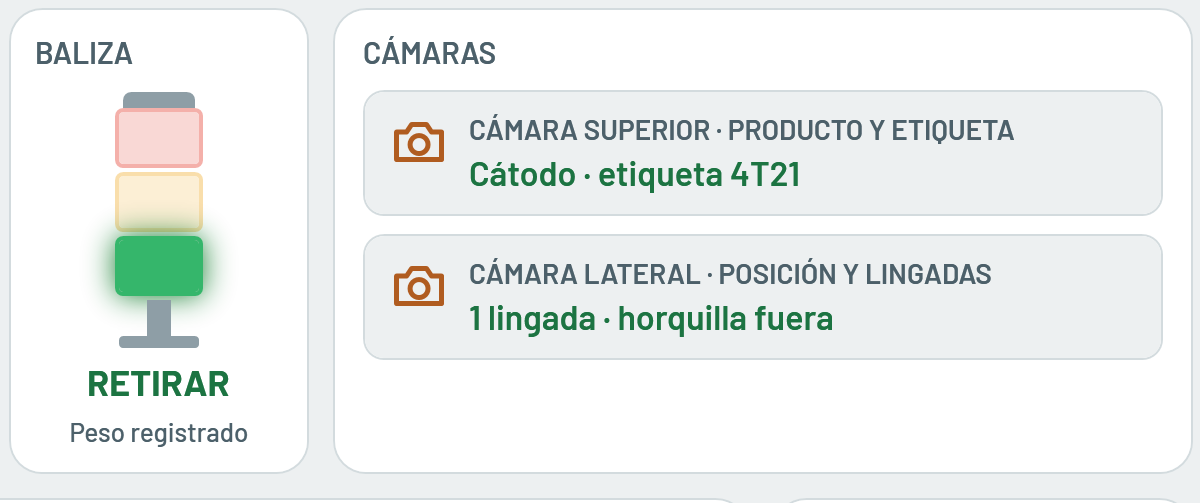 BALIZA
RETIRAR
Peso registrado
CÁMARAS
CÁMARA SUPERIOR · PRODUCTO Y ETIQUETA
Cátodo · etiqueta 4T21
CÁMARA LATERAL · POSICIÓN Y LINGADAS
1 lingada · horquilla fuera